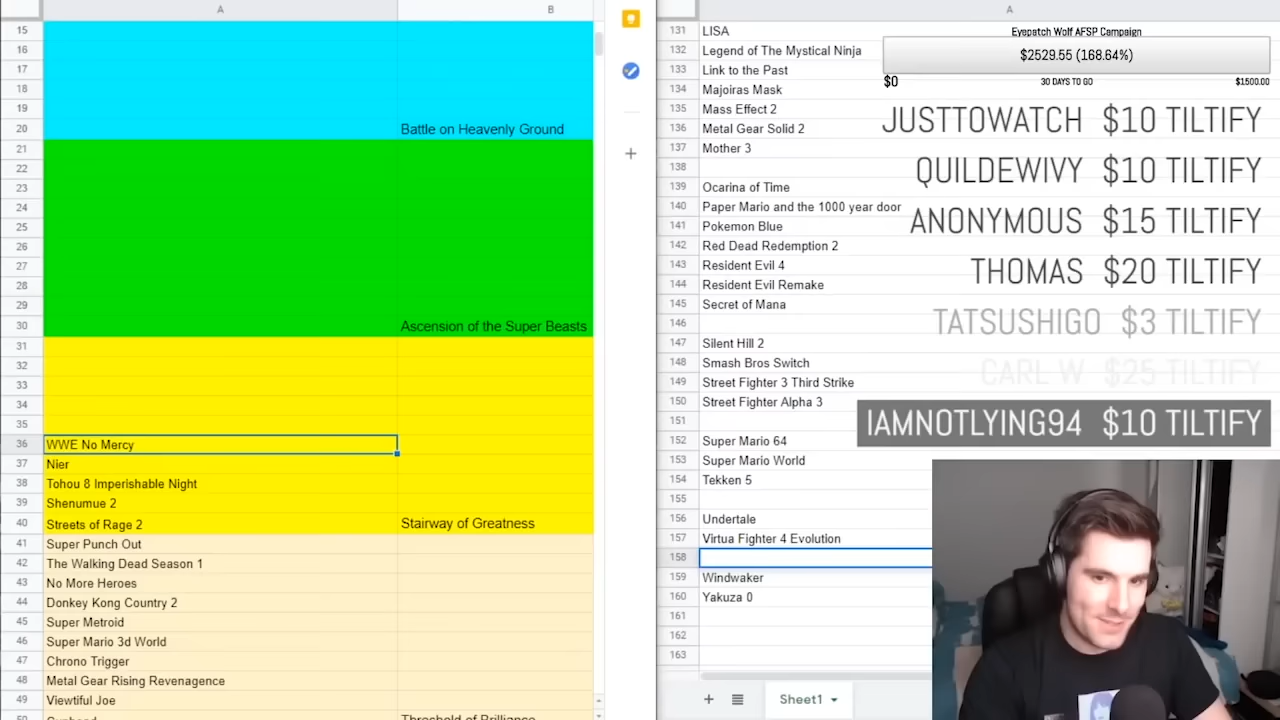 A
B
15
16
17
18
19
20 Battle on Heavenly Ground
21
22
23
24
25
26
27
28
29
30 Ascension of the Super Beasts
31
32
33
34
35
36 WWE No Mercy
37 Nier
38 Tohou 8 Imperishable Night
39 Shenumue 2
40 Streets of Rage 2 Stairway of Greatness
41 Super Punch Out
42 The Walking Dead Season 1
43 No More Heroes
44 Donkey Kong Country 2
45 Super Metroid
46 Super Mario 3d World
47 Chrono Trigger
48 Metal Gear Rising Revenagence
49 Viewtiful Joe
A
131 LISA
132 Legend of The Mystical Ninja
133 Link to the Past
134 Majoiras Mask
135 Mass Effect 2
136 Metal Gear Solid 2
137 Mother 3
138
139 Ocarina of Time
140 Paper Mario and the 1000 year door
141 Pokemon Blue
142 Red Dead Redemption 2
143 Resident Evil 4
144 Resident Evil Remake
145 Secret of Mana
146
147 Silent Hill 2
148 Smash Bros Switch
149 Street Fighter 3 Third Strike
150 Street Fighter Alpha 3
151
152 Super Mario 64
153 Super Mario World
154 Tekken 5
155
156 Undertale
157 Virtua Fighter 4 Evolution
158
159 Windwaker
160 Yakuza 0
161
162
163
Sheet1
Eyepatch Wolf AFSP Campaign
$2529.55 (168.64%)
$0 30 DAYS TO GO $1500.00
JUSTTOWATCH $10 TILTIFY
QUILDEWIVY $10 TILTIFY
ANONYMOUS $15 TILTIFY
THOMAS $20 TILTIFY
TATSUSHIGO $3 TILTIFY
CARL W $25 TILTIFY
IAMNOTLYING94 $10 TILTIFY